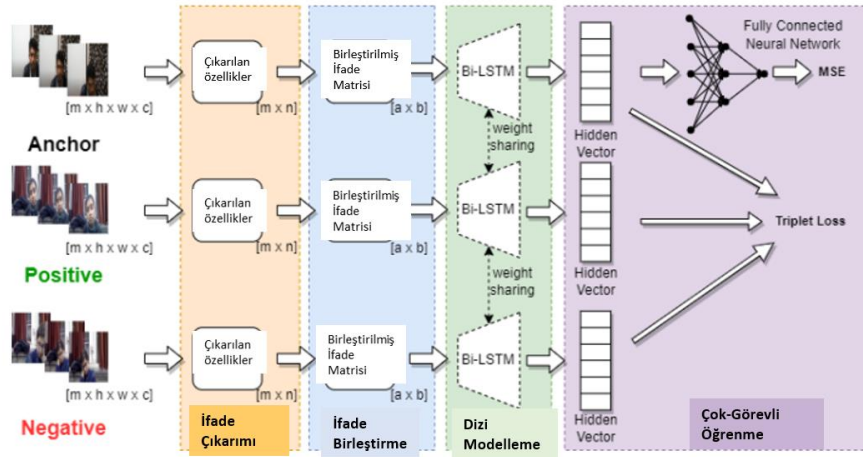 Çıkarılan
özellikler
Birleştirilmiş
İfade
Matrisi
Bi-LSTM
Fully Connected
Neural Network
MSE
[m x h x w x c]
[m x n]
[a x b]
Anchor
weight
sharing
Hidden
Vector
Çıkarılan
özellikler
Birleştirilmiş
İfade
Matrisi
Bi-LSTM
Triplet Loss
[m x h x w x c]
[m x n]
[a x b]
Positive
weight
sharing
Hidden
Vector
Çıkarılan
özellikler
Birleştirilmiş
İfade
Matrisi
Bi-LSTM
[m x h x w x c]
[m x n]
[a x b]
Negative
Hidden
Vector
İfade
Çıkarımı
İfade
Birleştirme
Dizi
Modelleme
Çok-Görevli
Öğrenme